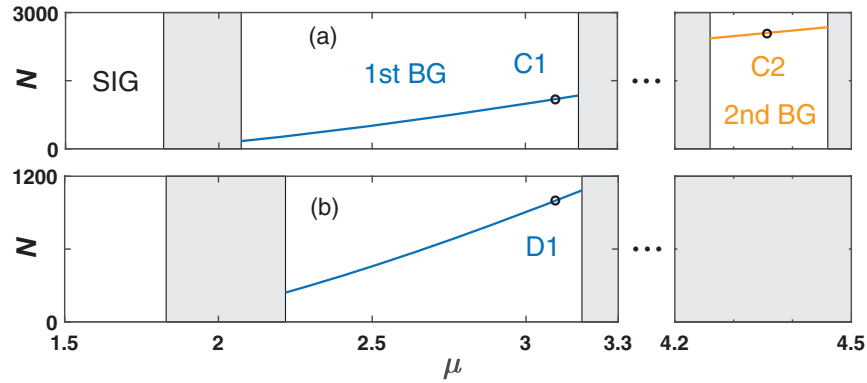 3000
(a)
C1
SIG
1st BG
N
C2
2nd BG
0
1200
(b)
N
D1
0
1.5
2
2.5
3
3.3
4.2
4.5
μ